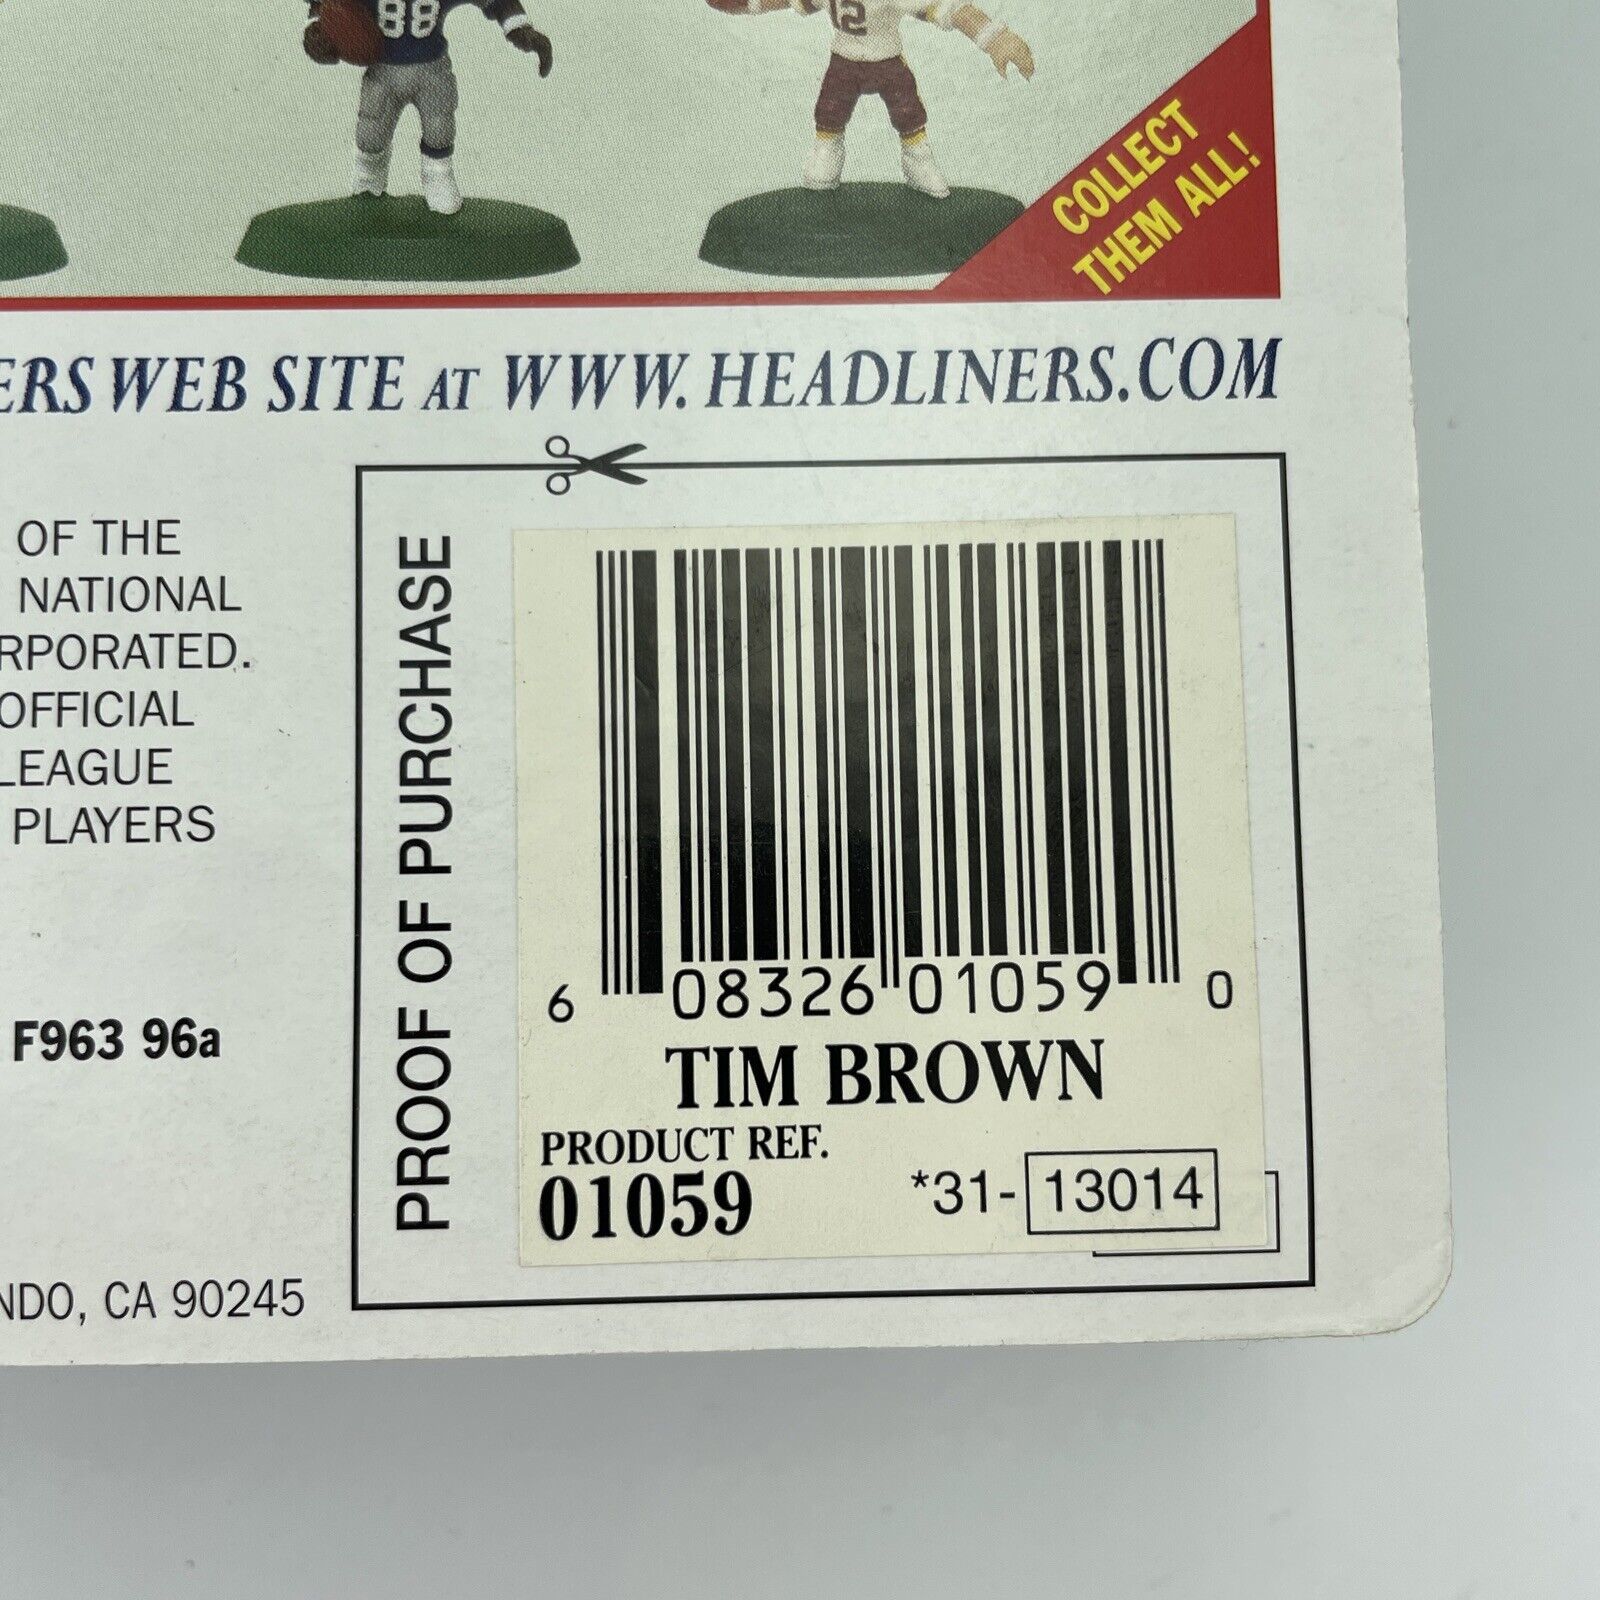 88
12
COLLECT
THEM ALL!
ERS WEB SITE AT WWW.HEADLINERS.COM
OF THE
NATIONAL
RPORATED.
OFFICIAL
LEAGUE
PLAYERS
F963 96a
NDO, CA 90245
PROOF OF PURCHASE
6 08326 01059 0
TIM BROWN
PRODUCT REF.
01059 *31-13014